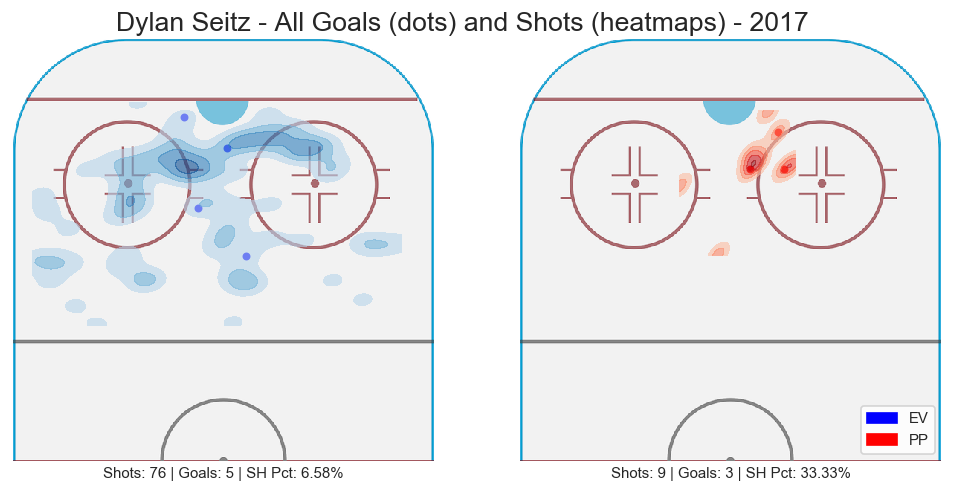 Dylan Seitz - All Goals (dots) and Shots (heatmaps) - 2017
EV
PP
Shots: 76 | Goals: 5 | SH Pct: 6.58%
Shots: 9 | Goals: 3 | SH Pct: 33.33%